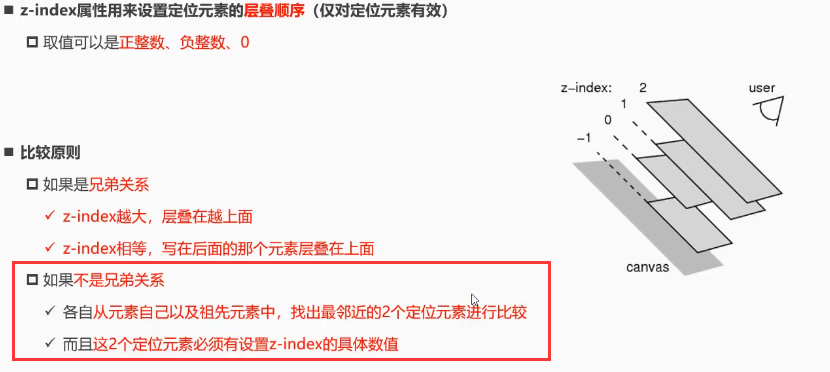 z-index属性用来设置定位元素的层叠顺序（仅对定位元素有效）
取值可以是正整数、负整数、0
z-index: 2
1
0
-1
user
canvas
比较原则
如果是兄弟关系
z-index越大，层叠在越上面
z-index相等，写在后面的那个元素层叠在上面
如果不是兄弟关系
各自从元素自己以及祖先元素中，找出最邻近的2个定位元素进行比较
而且这2个定位元素必须有设置z-index的具体数值